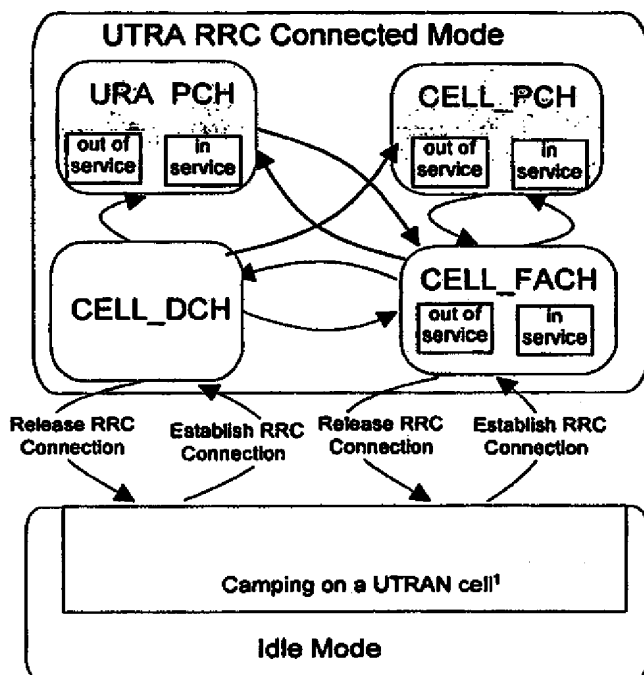 UTRA RRC Connected Mode
URA PCH
CELL_PCH
out of
service
in
service
out of
service
in
service
CELL_DCH
CELL_FACH
out of
service
in
service
Release RRC
Connection
Establish RRC
Connection
Release RRC
Connection
Establish RRC
Connection
Camping on a UTRAN cell¹
Idle Mode